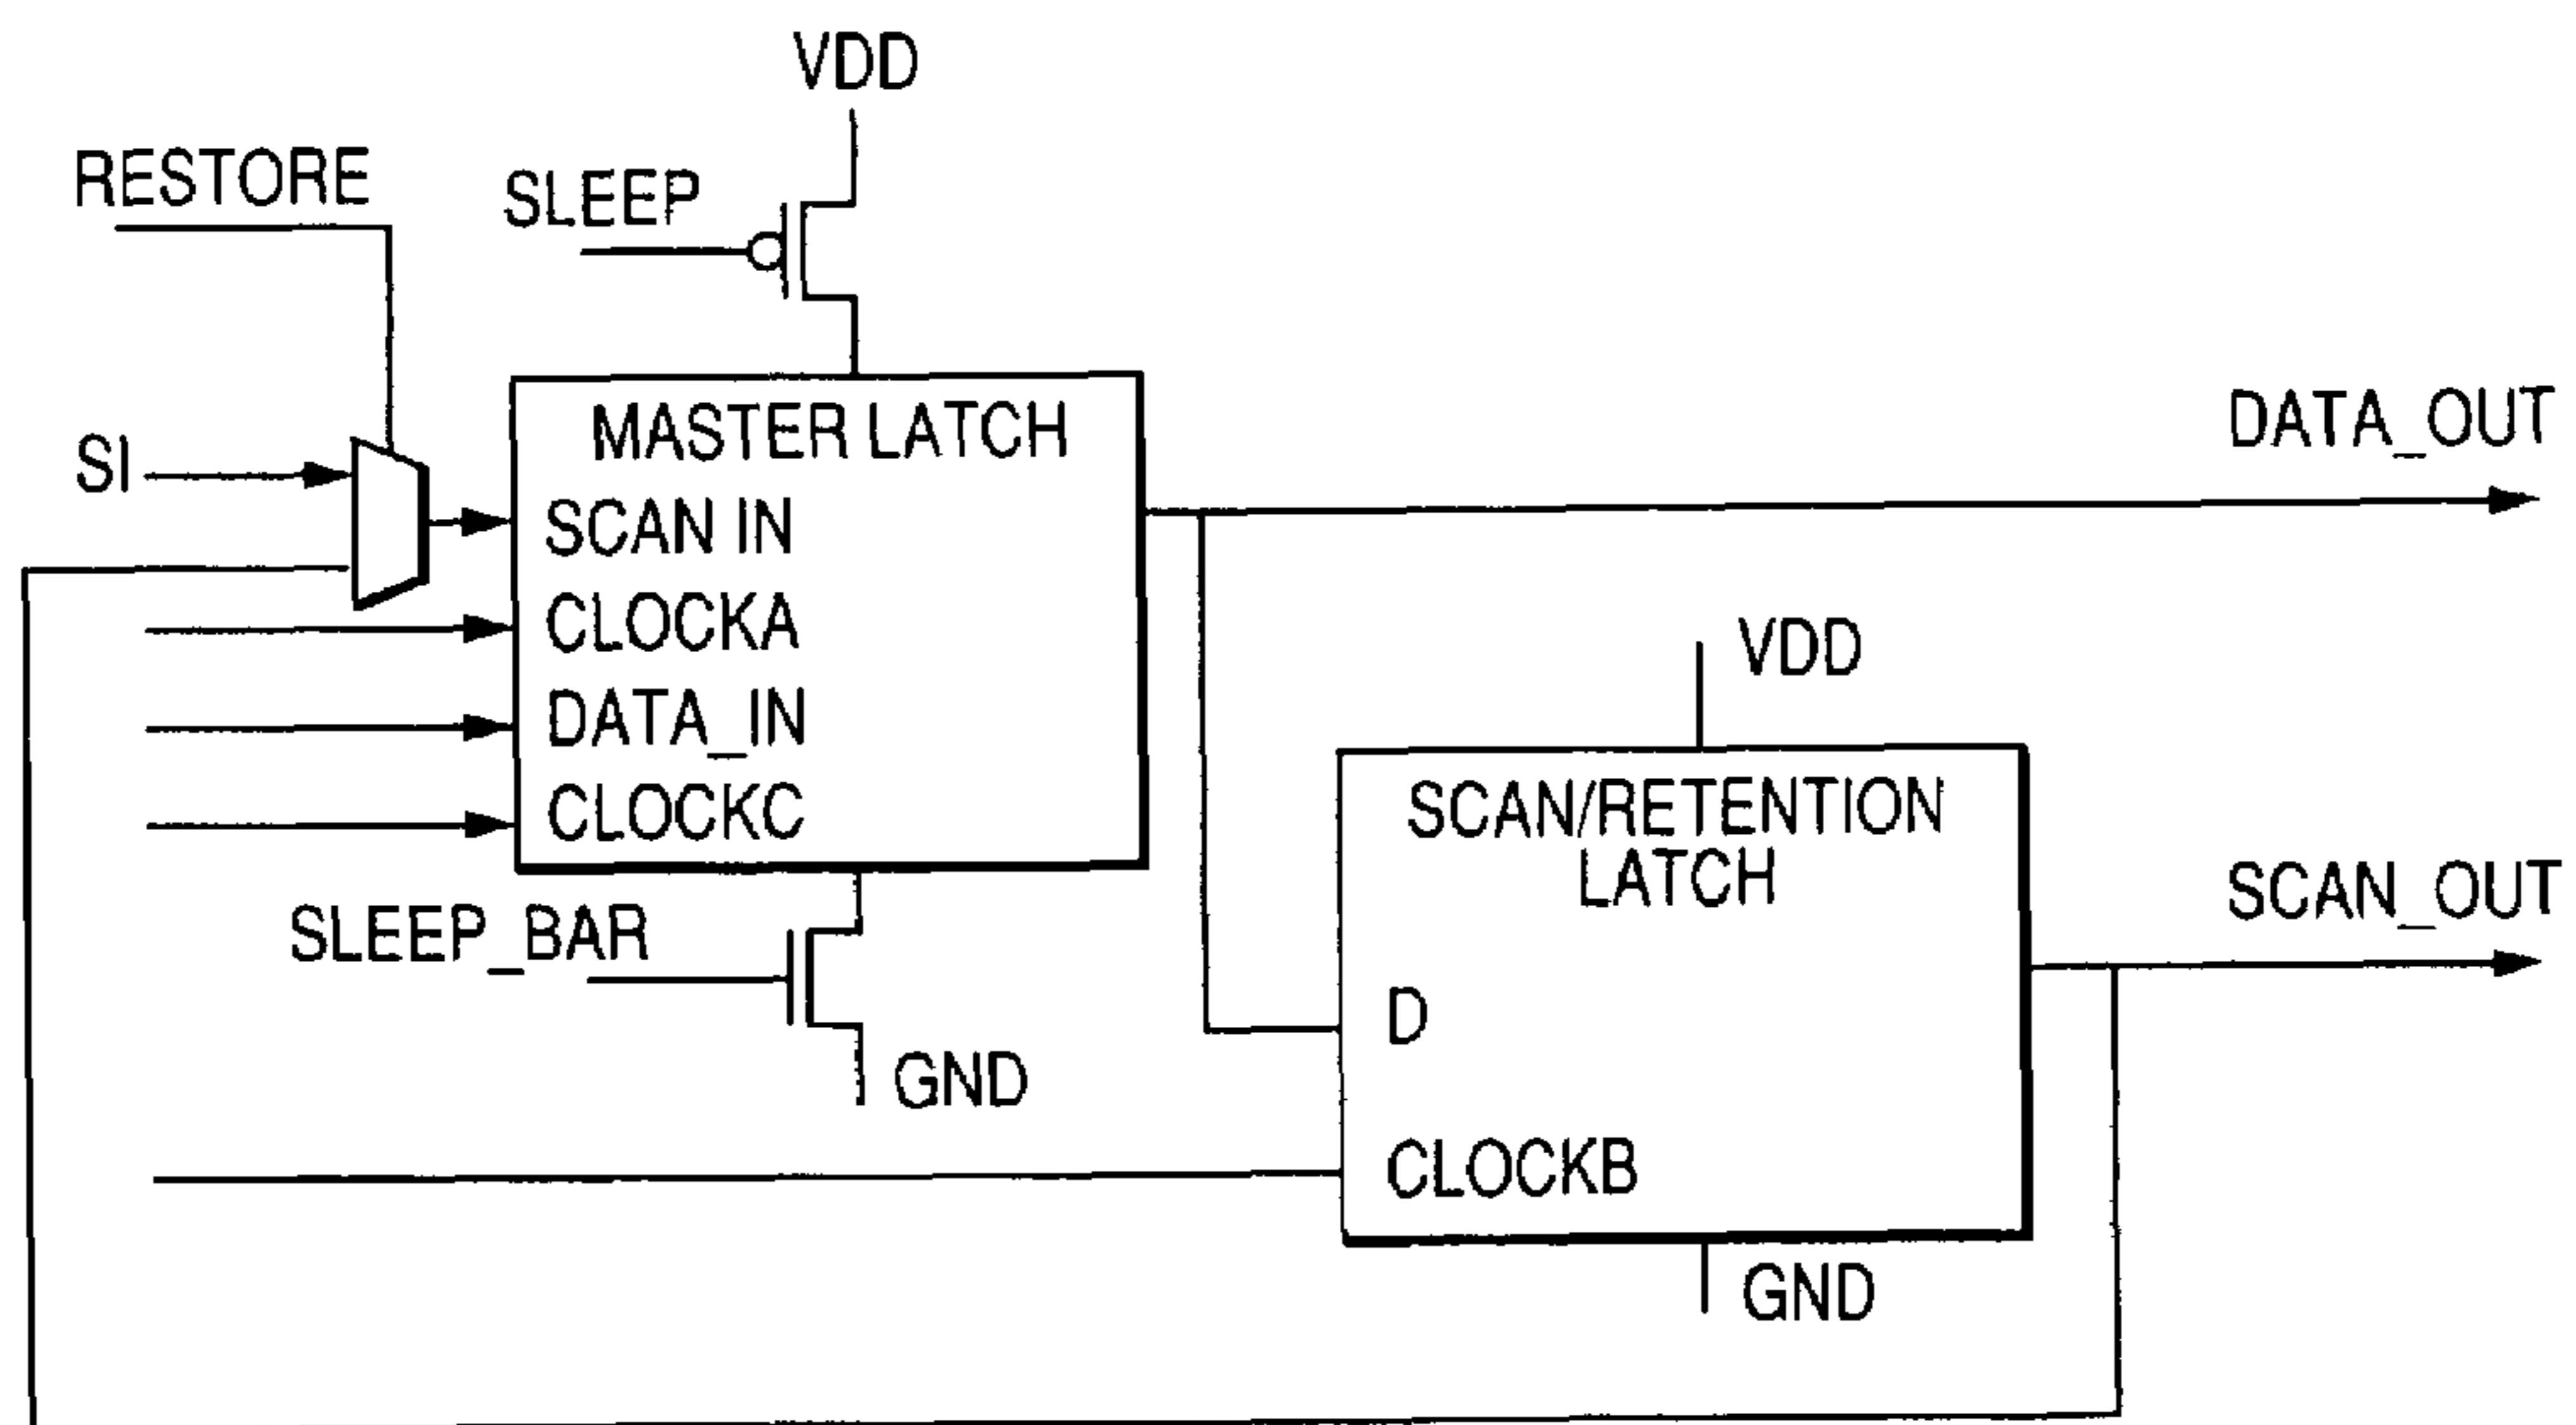 VDD
RESTORE
SLEEP
MASTER LATCH
DATA_OUT
SI
SCAN IN
CLOCKA
DATA_IN
CLOCKC
VDD
SCAN/RETENTION
LATCH
SCAN_OUT
SLEEP_BAR
D
GND
CLOCKB
GND